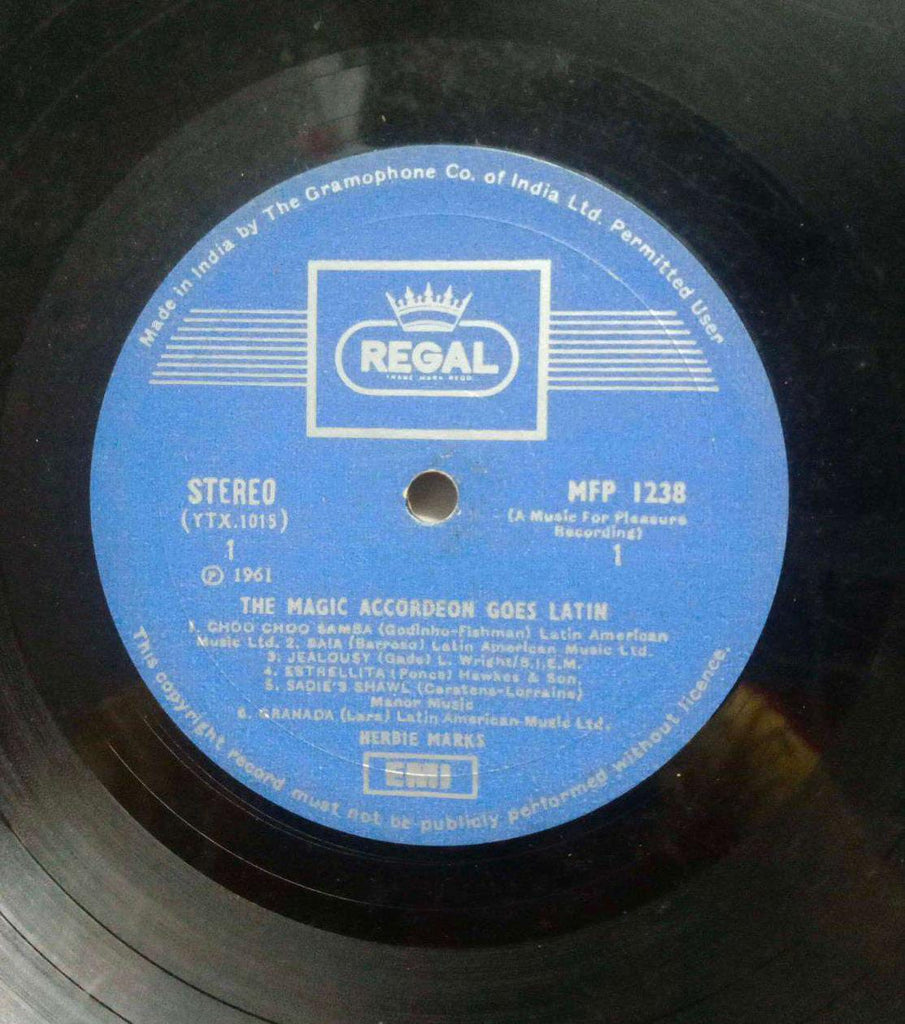 Made in India by The Gramophone Co. of India Ltd. Permitted User
REGAL
TRADE MARK REGD
STEREO
(YTX.1015)
1
℗ 1961
MFP 1238
(A Music For Pleasure
Recording)
1
THE MAGIC ACCORDEON GOES LATIN
1. CHOO CHOO SAMBA (Godinho-Fishman) Latin American
Music Ltd. 2. BAIA (Barroso) Latin American Music Ltd.
3. JEALOUSY (Gade) L. Wright/B.I.E.M.
4. ESTRELLITA (Ponce) Hawkes & Son,
5. SADIE'S SHAWL (Carstens-Lorraine)
Manor Music
6. GRANADA (Lara) Latin American Music Ltd.
HERBIE MARKS
EMI
This copyright record must not be publicly performed without licence.